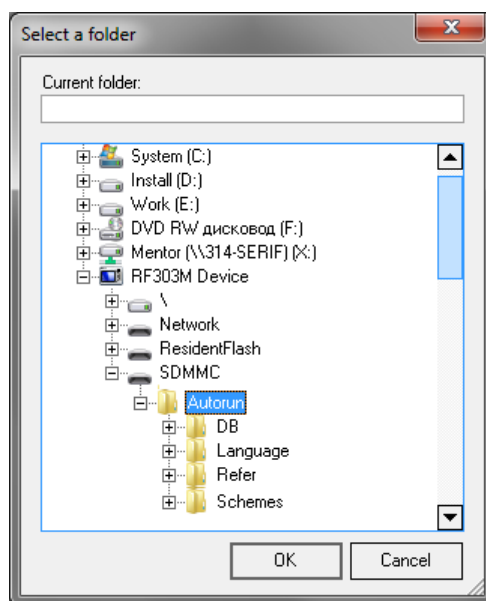 Select a folder
Current folder:
System (C:)
Install (D:)
Work (E:)
DVD RW дисковод (F:)
Mentor (\\314-SERIF) (X:)
RF303M Device
\
Network
ResidentFlash
SDMMC
Autorun
DB
Language
Refer
Schemes
OK Cancel